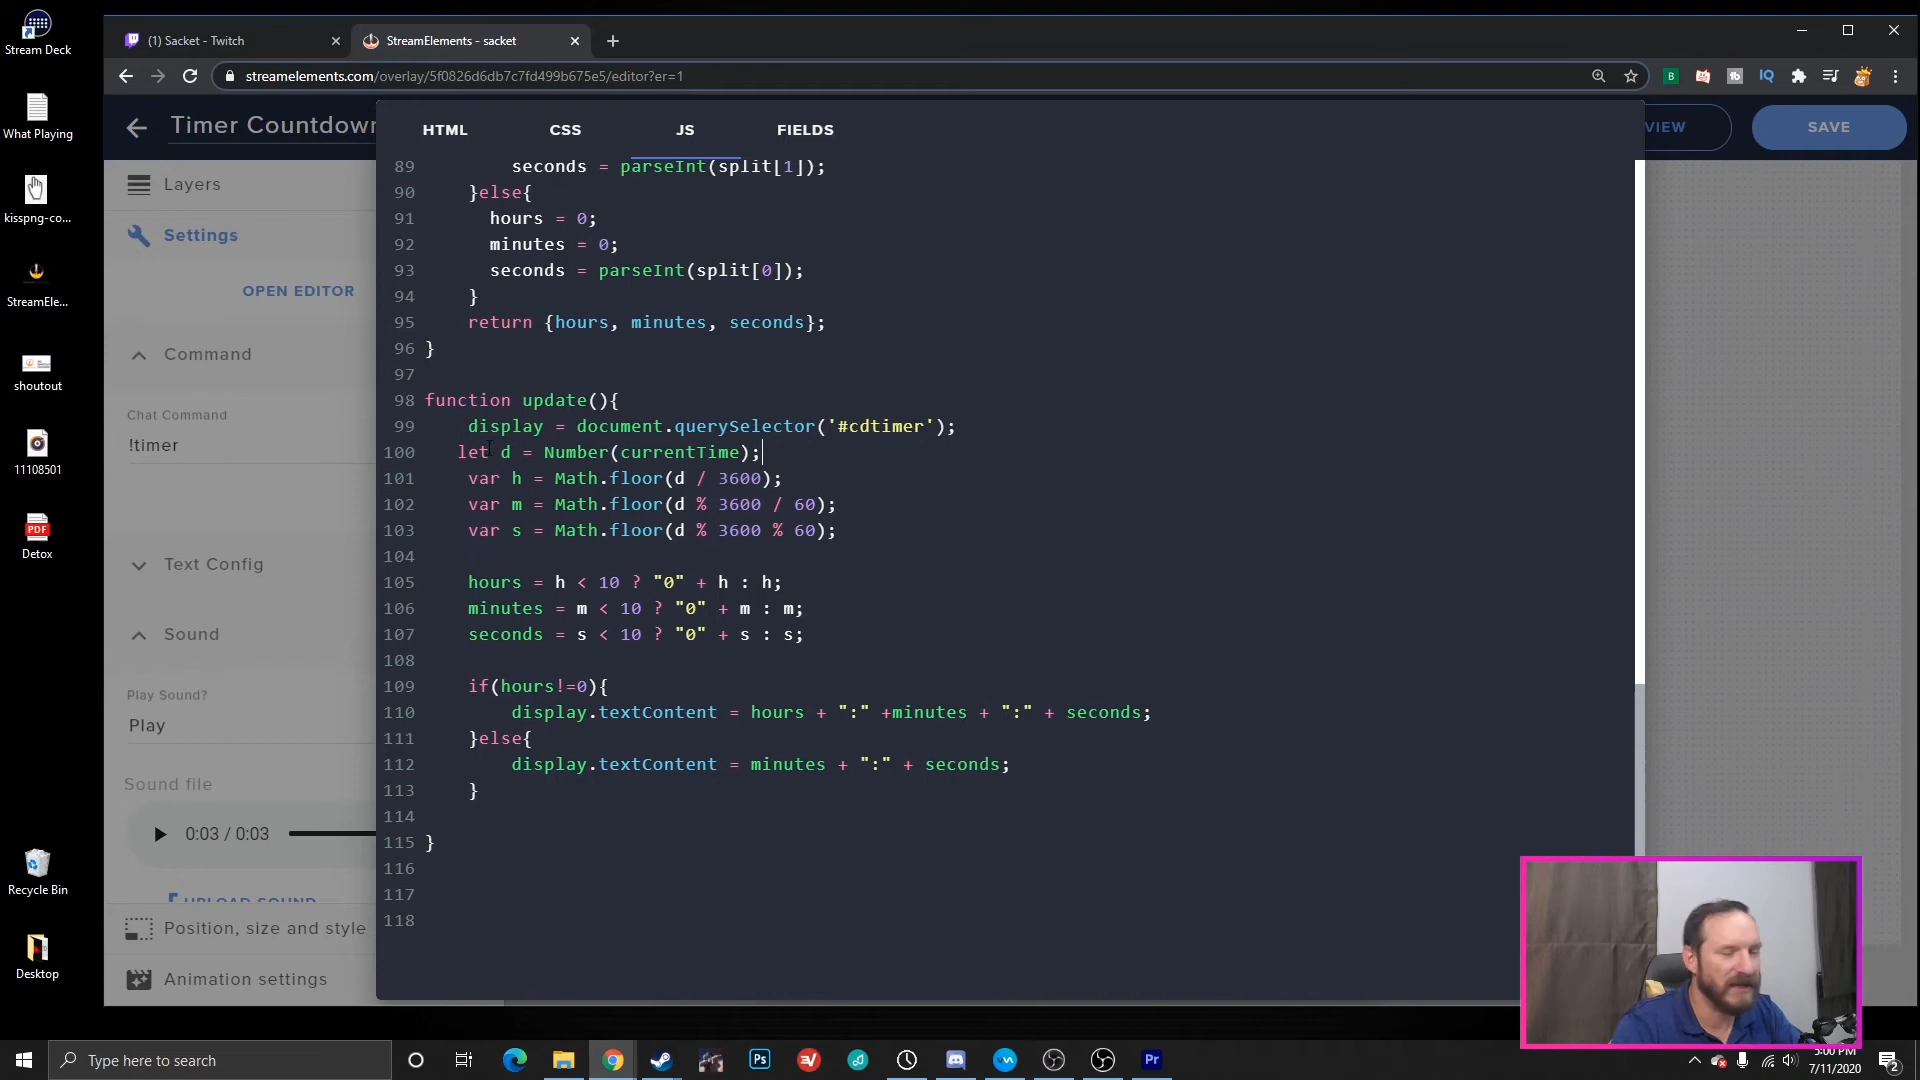 Stream Deck
What Playing
kisspng-co...
StreamEle...
shoutout
11108501
PDF
Detox
Recycle Bin
Desktop
(1) Sacket - Twitch
StreamElements - sacket
streamelements.com/overlay/5f0826d6db7c7fd499b675e5/editor?er=1
Timer Countdown
VIEW
SAVE
Layers
Settings
OPEN EDITOR
Command
Chat Command
!timer
Text Config
Sound
Play Sound?
Play
Sound file
0:03 / 0:03
UPLOAD SOUND
Position, size and style
Animation settings
HTML
CSS
JS
FIELDS
89 seconds = parseInt(split[1]);
90 }else{
91 hours = 0;
92 minutes = 0;
93 seconds = parseInt(split[0]);
94 }
95 return {hours, minutes, seconds};
96 }
97
98 function update(){
99 display = document.querySelector('#cdtimer');
100 let d = Number(currentTime);
101 var h = Math.floor(d / 3600);
102 var m = Math.floor(d % 3600 / 60);
103 var s = Math.floor(d % 3600 % 60);
104
105 hours = h < 10 ? "0" + h : h;
106 minutes = m < 10 ? "0" + m : m;
107 seconds = s < 10 ? "0" + s : s;
108
109 if(hours!=0){
110 display.textContent = hours + ":" +minutes + ":" + seconds;
111 }else{
112 display.textContent = minutes + ":" + seconds;
113 }
114
115 }
116
117
118
Type here to search
Ps
Pr
5:00 PM
7/11/2020
2